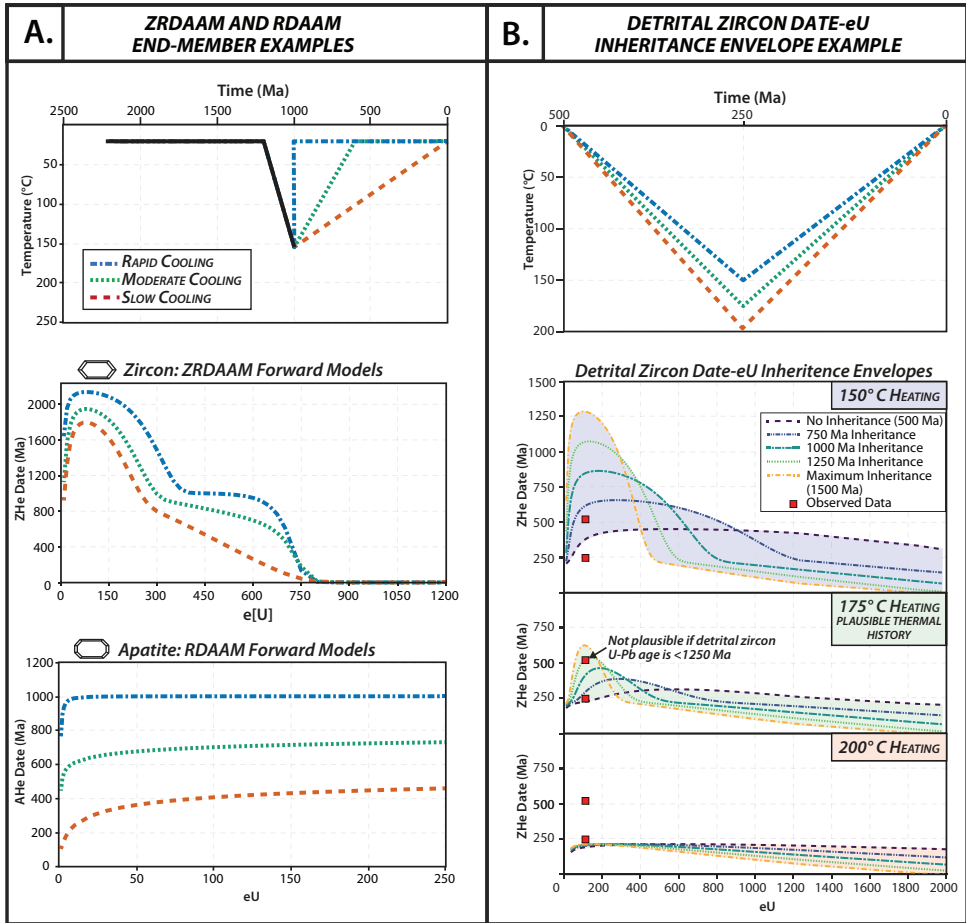 A.
ZRDAAM AND RDAAM
END-MEMBER EXAMPLES
Time (Ma)
2500 2000 1500 1000 500 0
Temperature (°C)
50
100
150
200
250
RAPID COOLING
MODERATE COOLING
SLOW COOLING
Zircon: ZRDAAM Forward Models
ZHe Date (Ma)
2000
1600
1200
800
400
0
0 150 300 450 600 750 900 1050 1200
e[U]
Apatite: RDAAM Forward Models
AHe Date (Ma)
1200
1000
800
600
400
200
0
0 50 100 150 200 250
eU
B.
DETRITAL ZIRCON DATE-eU
INHERITANCE ENVELOPE EXAMPLE
Time (Ma)
500 250 0
Temperature (°C)
0
50
100
150
200
Detrital Zircon Date-eU Inheritence Envelopes
150° C HEATING
No Inheritance (500 Ma)
750 Ma Inheritance
1000 Ma Inheritance
1250 Ma Inheritance
Maximum Inheritance
(1500 Ma)
Observed Data
ZHe Date (Ma)
1500
1250
1000
750
500
250
175° C HEATING
PLAUSIBLE THERMAL
HISTORY
Not plausible if detrital zircon
U-Pb age is <1250 Ma
ZHe Date (Ma)
750
500
250
200° C HEATING
ZHe Date (Ma)
750
500
250
0 200 400 600 800 1000 1200 1400 1600 1800 2000
eU